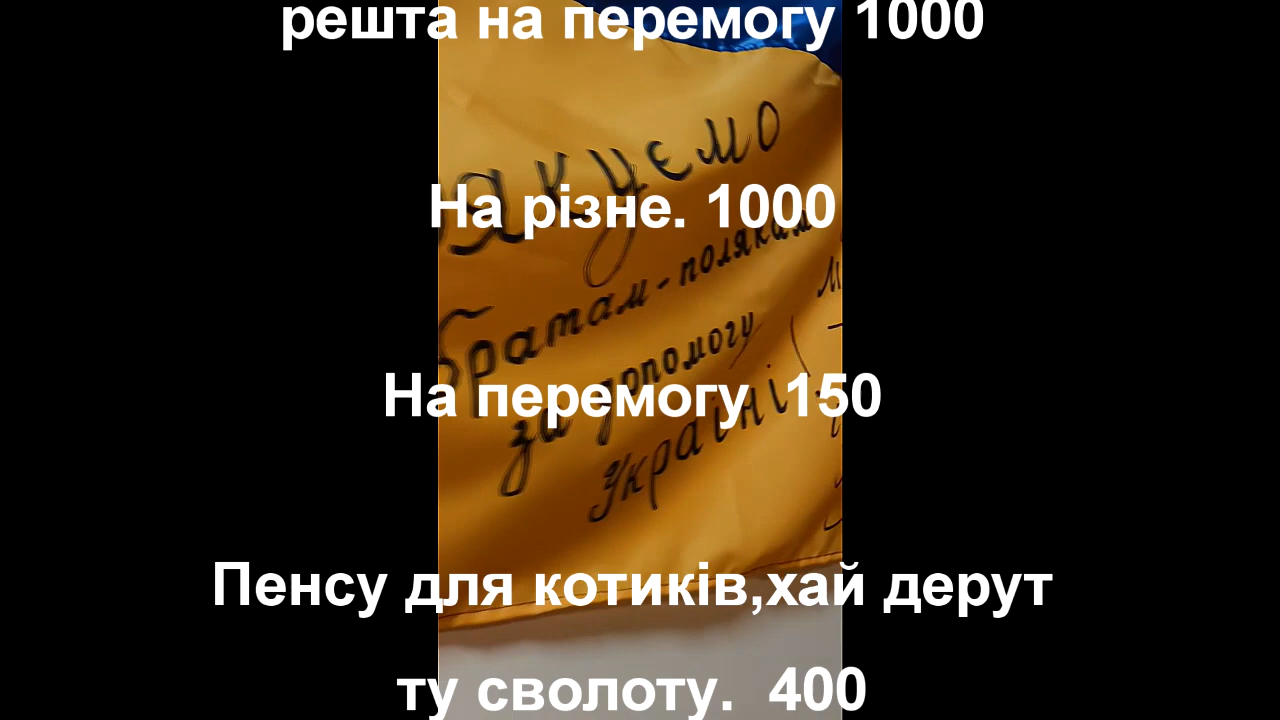 решта на перемогу 1000
якуємо
На різне. 1000
братам-полякам
за допомогу
На перемогу 150
Україні
Пенсу для котиків,хай дерут
ту сволоту. 400